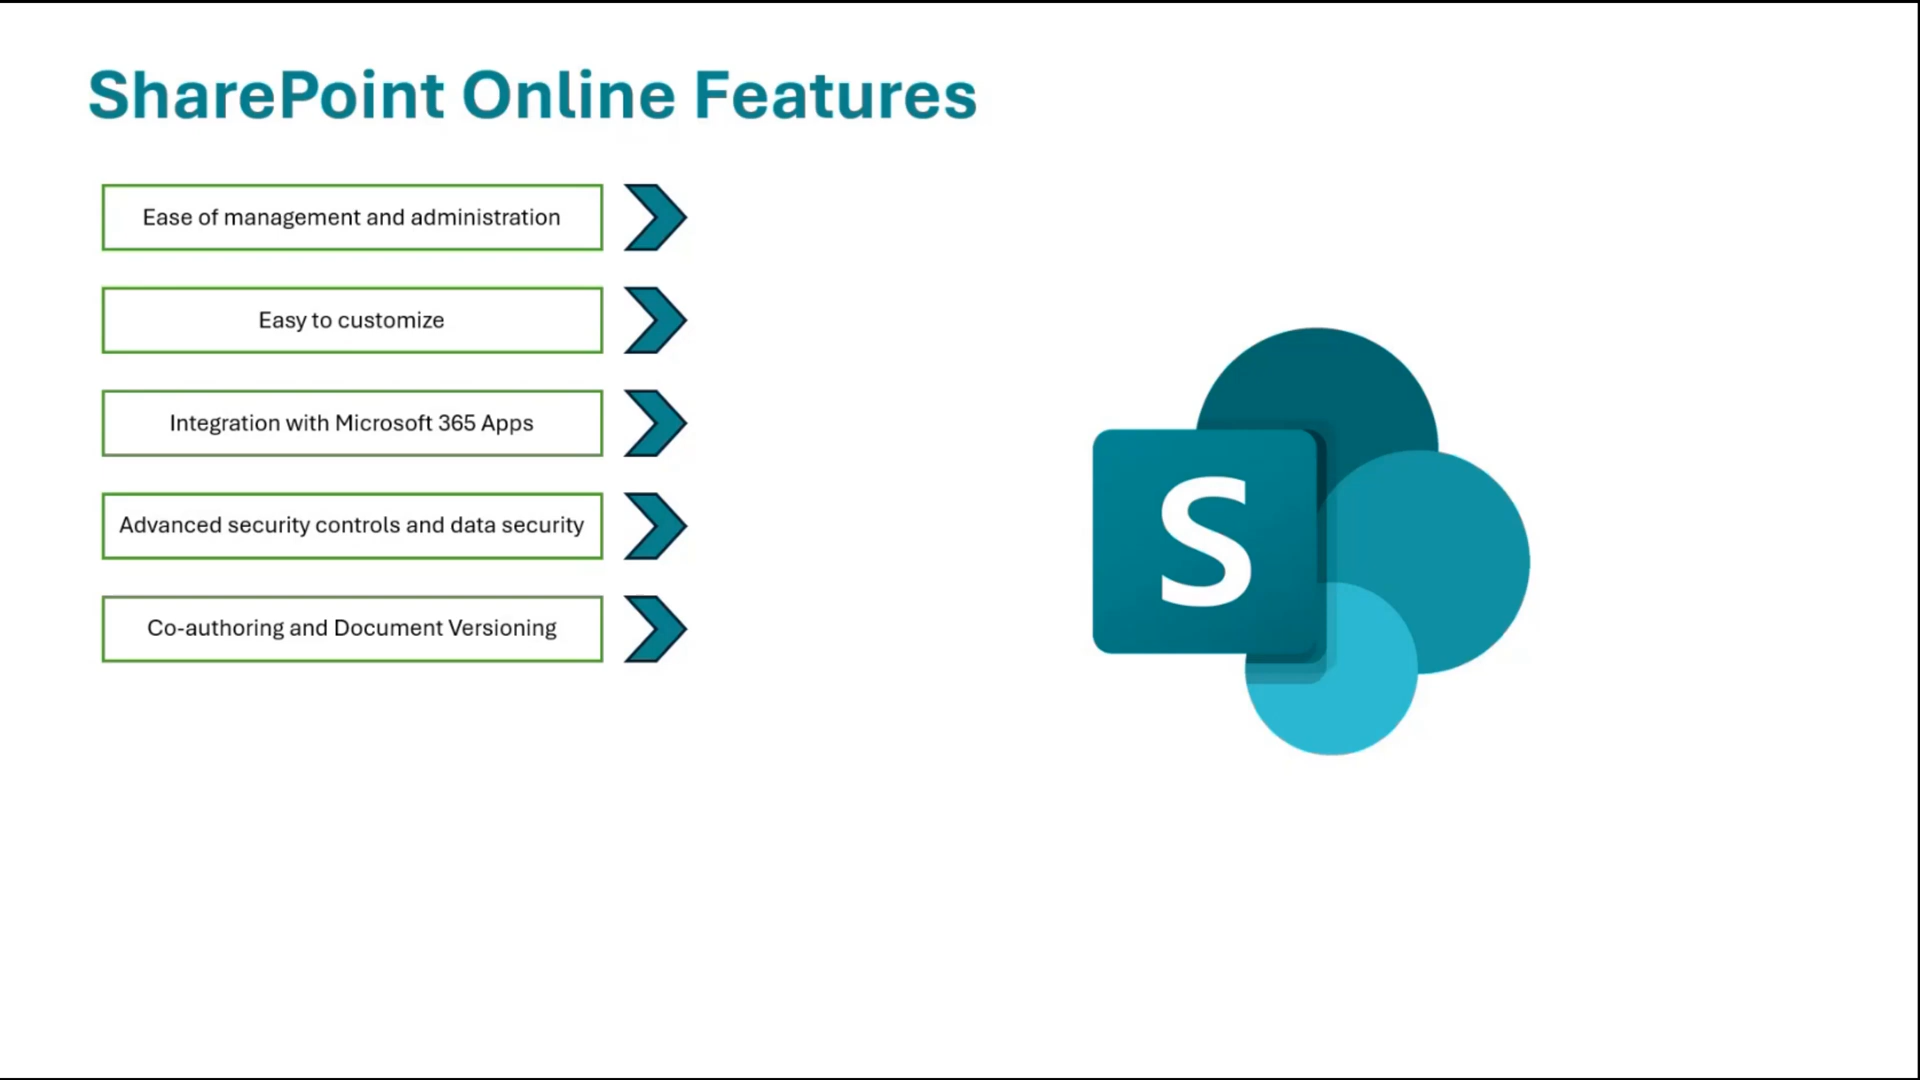 SharePoint Online Features
Ease of management and administration
Easy to customize
Integration with Microsoft 365 Apps
Advanced security controls and data security
Co-authoring and Document Versioning
S